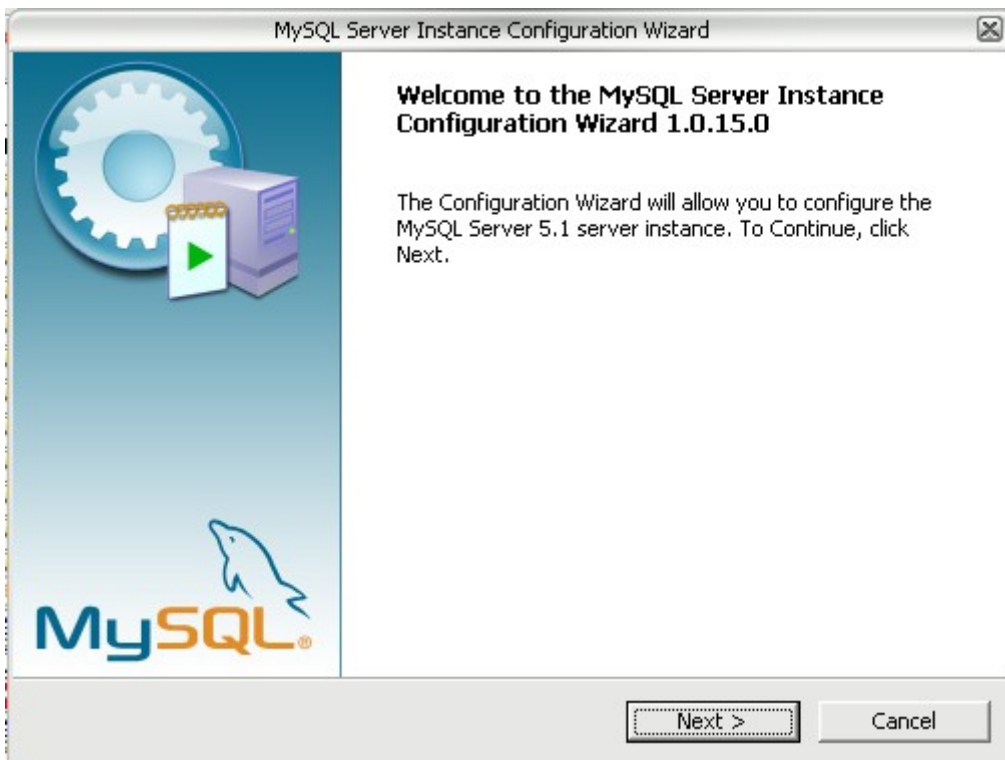 MySQL Server Instance Configuration Wizard
Welcome to the MySQL Server Instance
Configuration Wizard 1.0.15.0
The Configuration Wizard will allow you to configure the
MySQL Server 5.1 server instance. To Continue, click
Next.
MySQL®
Next >
Cancel